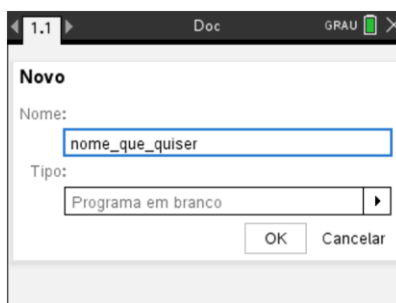 1.1 Doc GRAU
Novo
Nome:
nome_que_quiser
Tipo:
Programa em branco
OK Cancelar